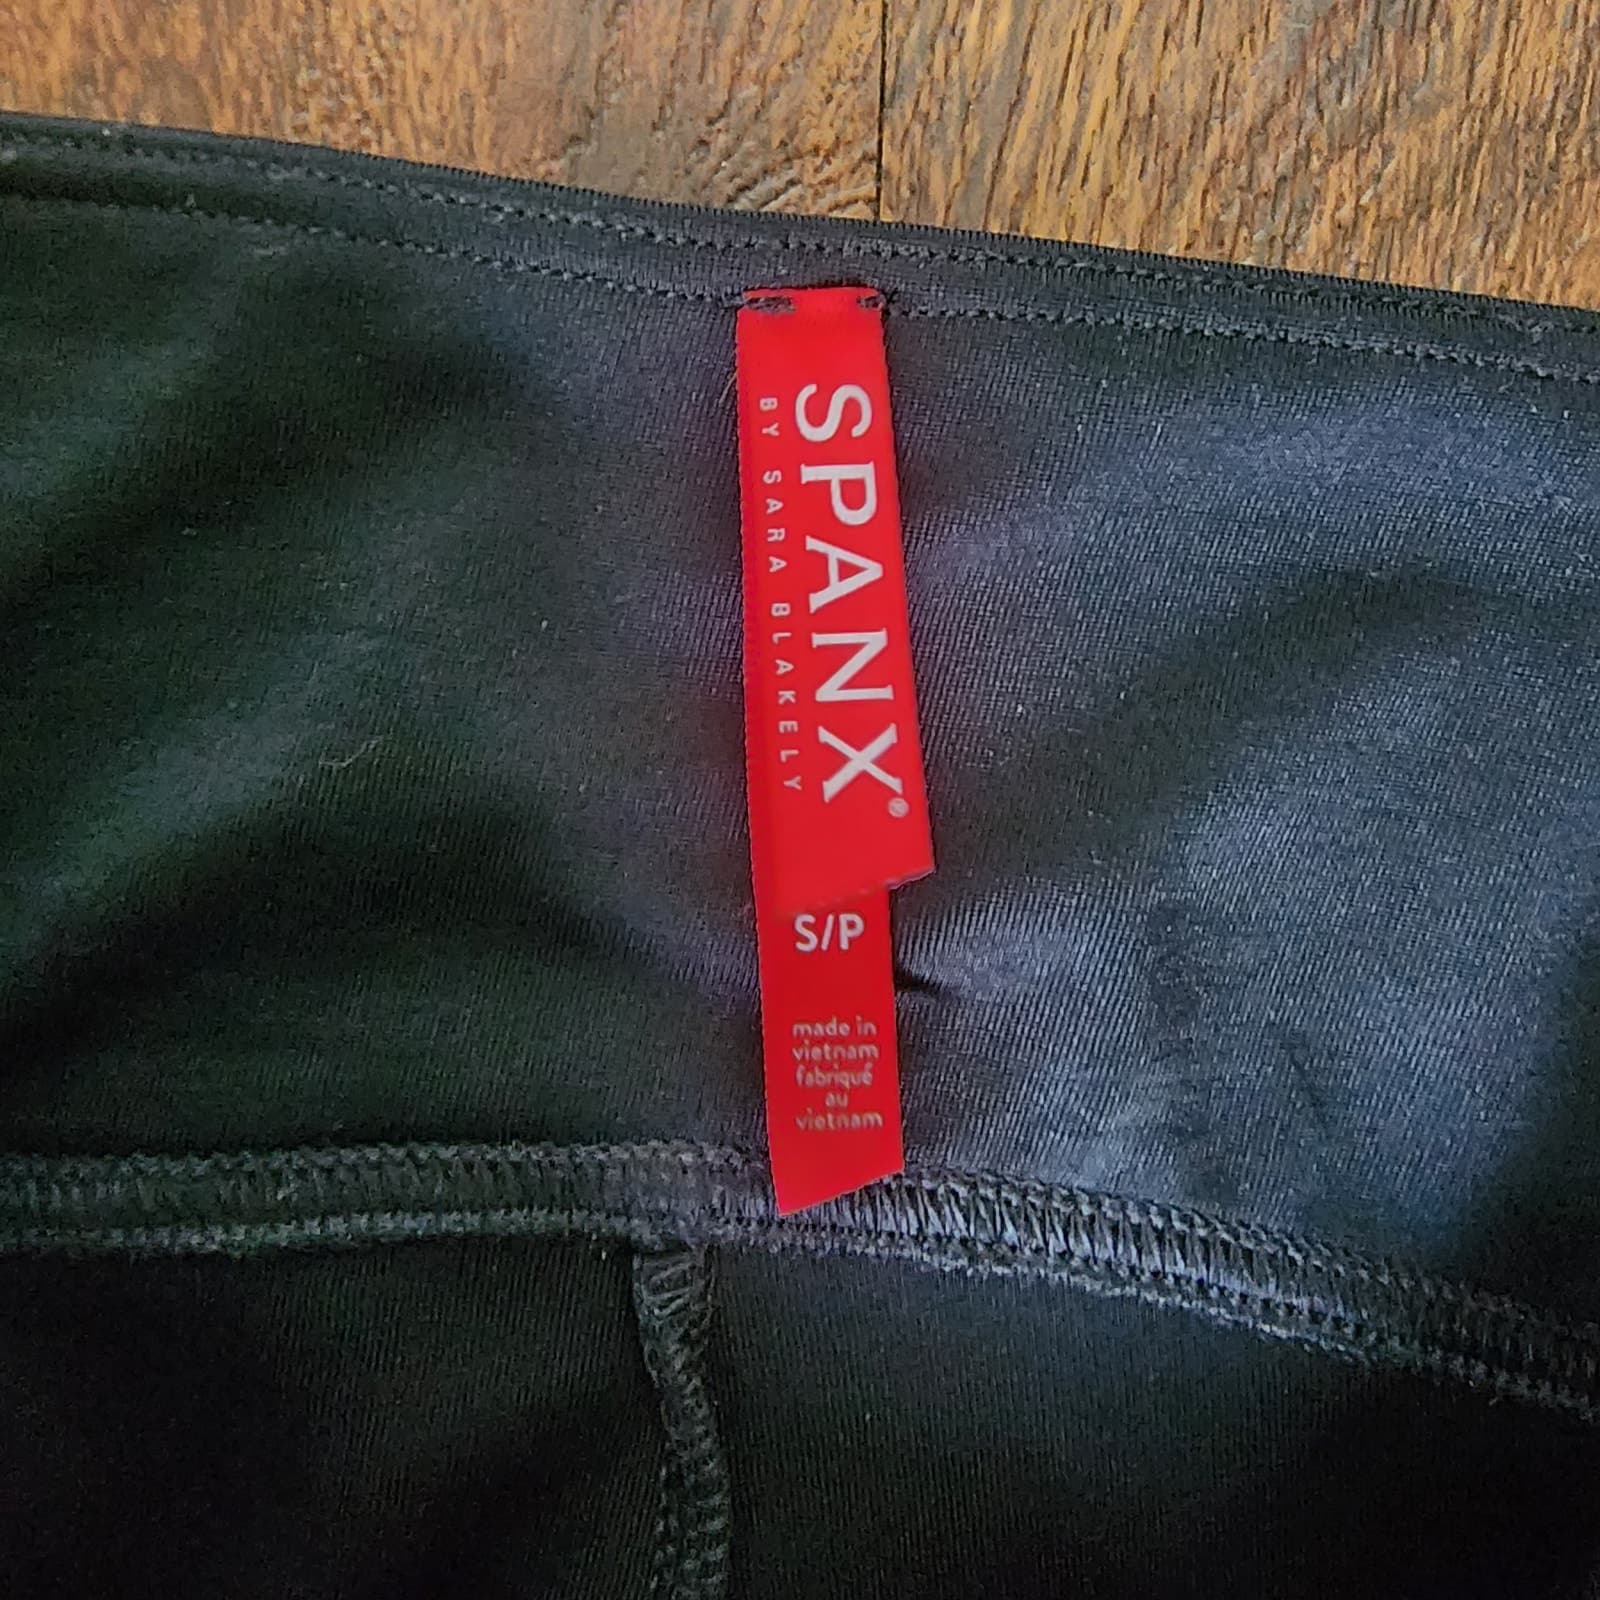 SPANX®
BY SARA BLAKELY
S/P
made in
vietnam
fabriqué
au
vietnam